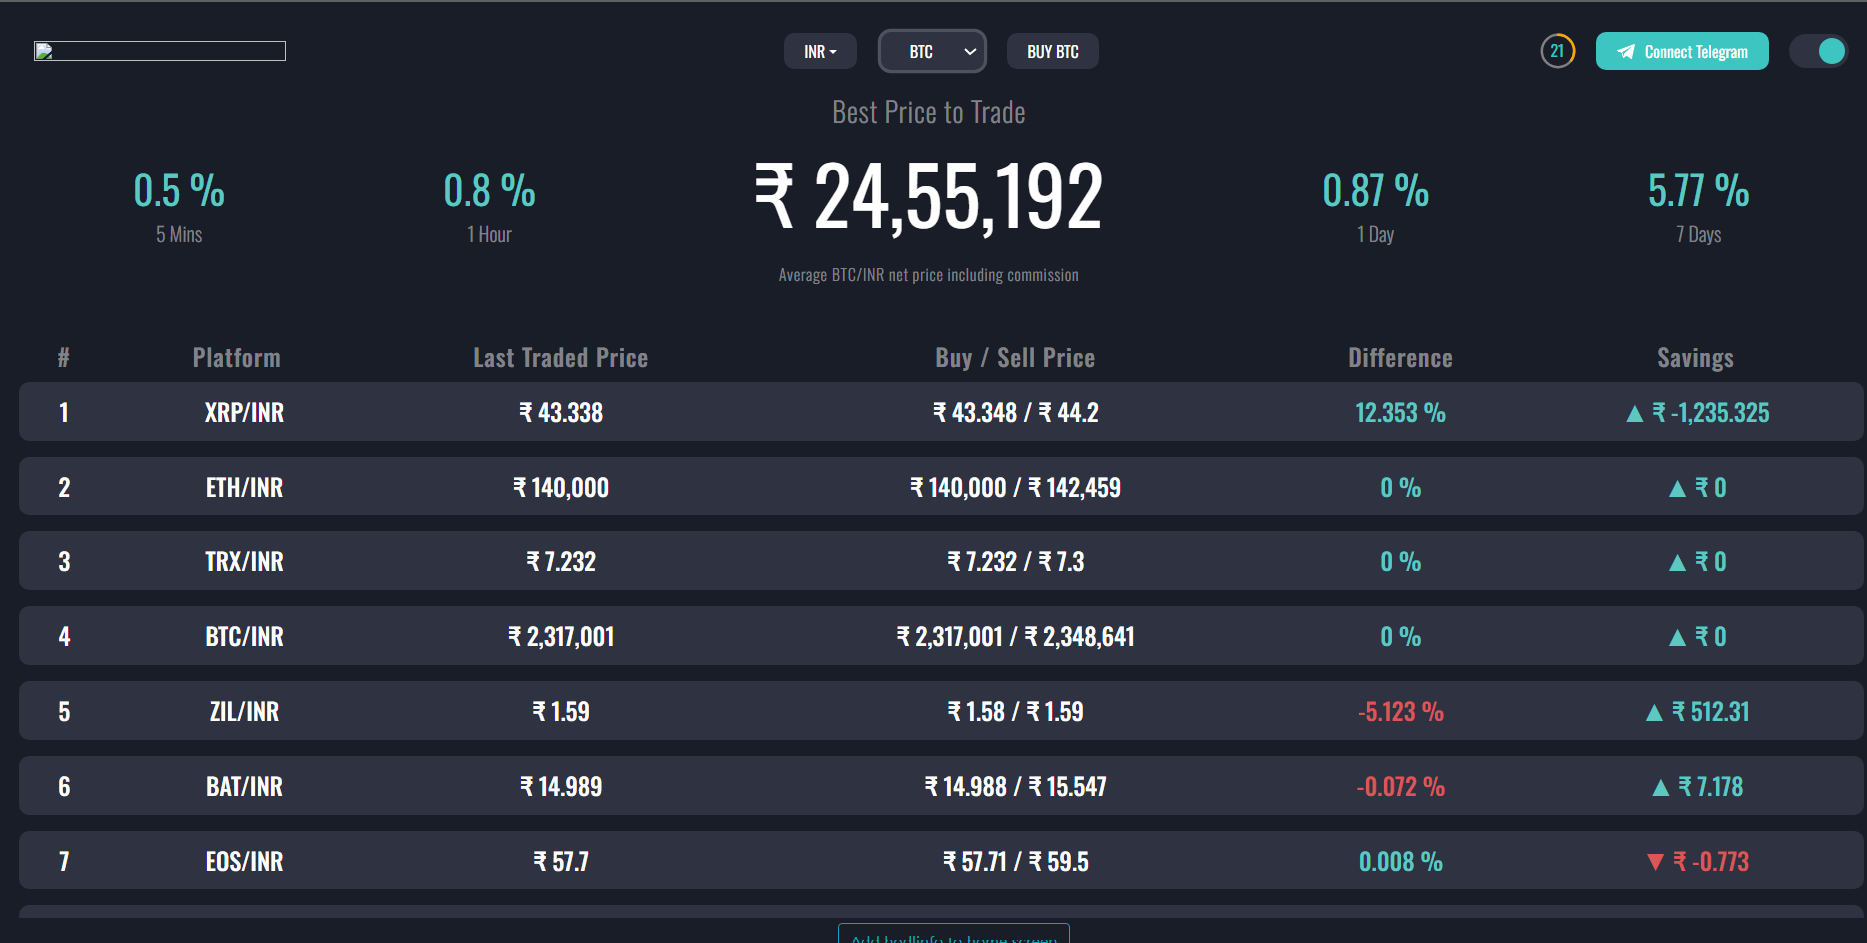 INR BTC BUY BTC 21 Connect Telegram
Best Price to Trade
0.5 % 0.8 % ₹ 24,55,192 0.87 % 5.77 %
5 Mins 1 Hour 1 Day 7 Days
Average BTC/INR net price including commission
# Platform Last Traded Price Buy / Sell Price Difference Savings
1 XRP/INR ₹ 43.338 ₹ 43.348 / ₹ 44.2 12.353 % ▲ ₹ -1,235.325
2 ETH/INR ₹ 140,000 ₹ 140,000 / ₹ 142,459 0 % ▲ ₹ 0
3 TRX/INR ₹ 7.232 ₹ 7.232 / ₹ 7.3 0 % ▲ ₹ 0
4 BTC/INR ₹ 2,317,001 ₹ 2,317,001 / ₹ 2,348,641 0 % ▲ ₹ 0
5 ZIL/INR ₹ 1.59 ₹ 1.58 / ₹ 1.59 -5.123 % ▲ ₹ 512.31
6 BAT/INR ₹ 14.989 ₹ 14.988 / ₹ 15.547 -0.072 % ▲ ₹ 7.178
7 EOS/INR ₹ 57.7 ₹ 57.71 / ₹ 59.5 0.008 % ▼ ₹ -0.773
Add hodlinfo to home screen